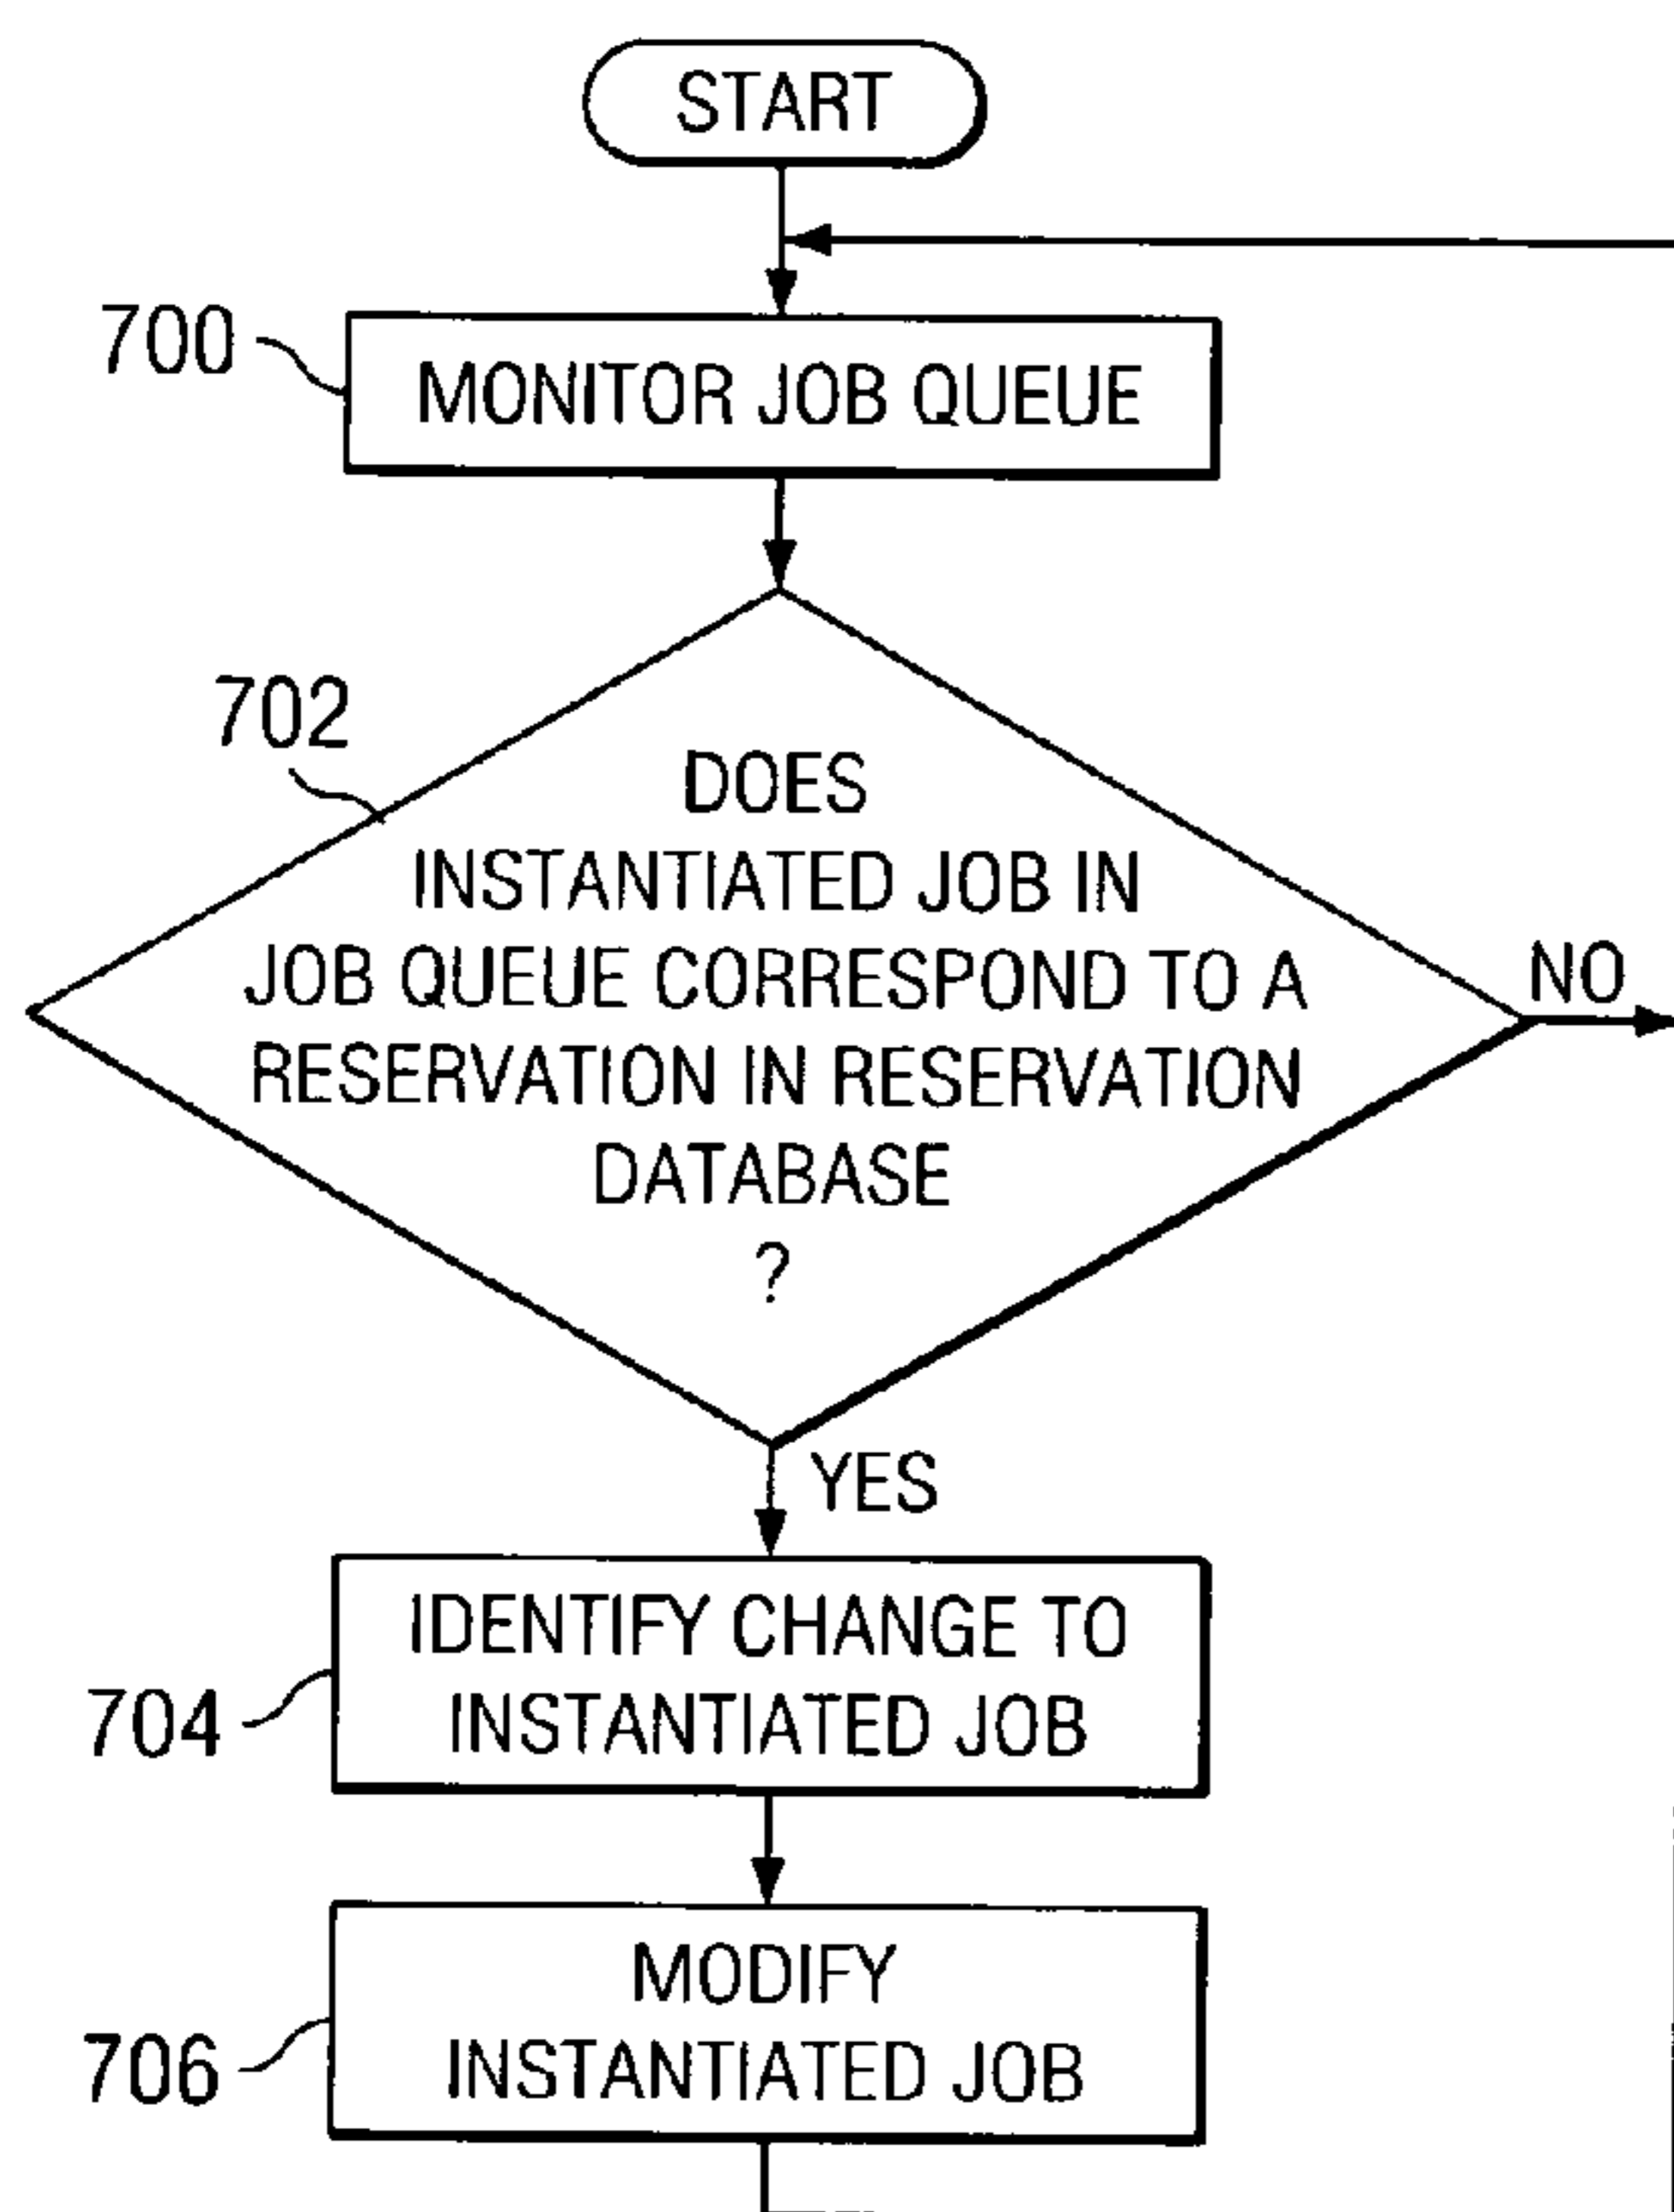 START
700
MONITOR JOB QUEUE
702
DOES
INSTANTIATED JOB IN
JOB QUEUE CORRESPOND TO A
RESERVATION IN RESERVATION
DATABASE
?
NO
YES
704
IDENTIFY CHANGE TO
INSTANTIATED JOB
706
MODIFY
INSTANTIATED JOB